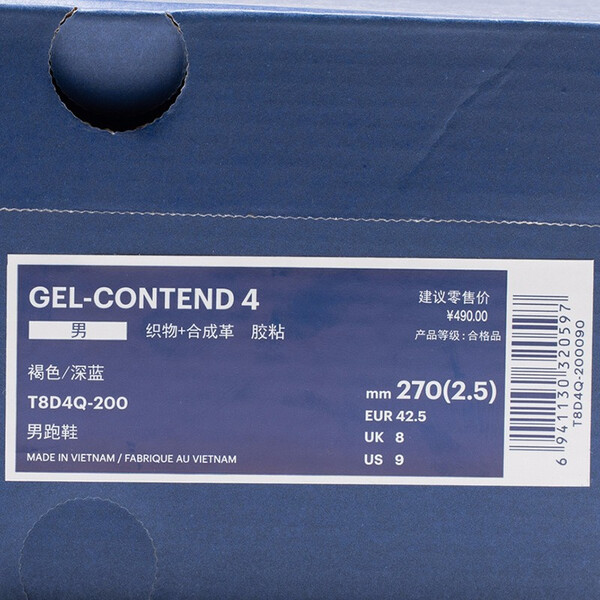 GEL-CONTEND 4
男 织物+合成革 胶粘
褐色/深蓝
T8D4Q-200
男跑鞋
MADE IN VIETNAM / FABRIQUE AU VIETNAM
建议零售价
¥490.00
产品等级:合格品
mm 270(2.5)
EUR 42.5
UK 8
US 9
6 941130 320597
T8D4Q-200090